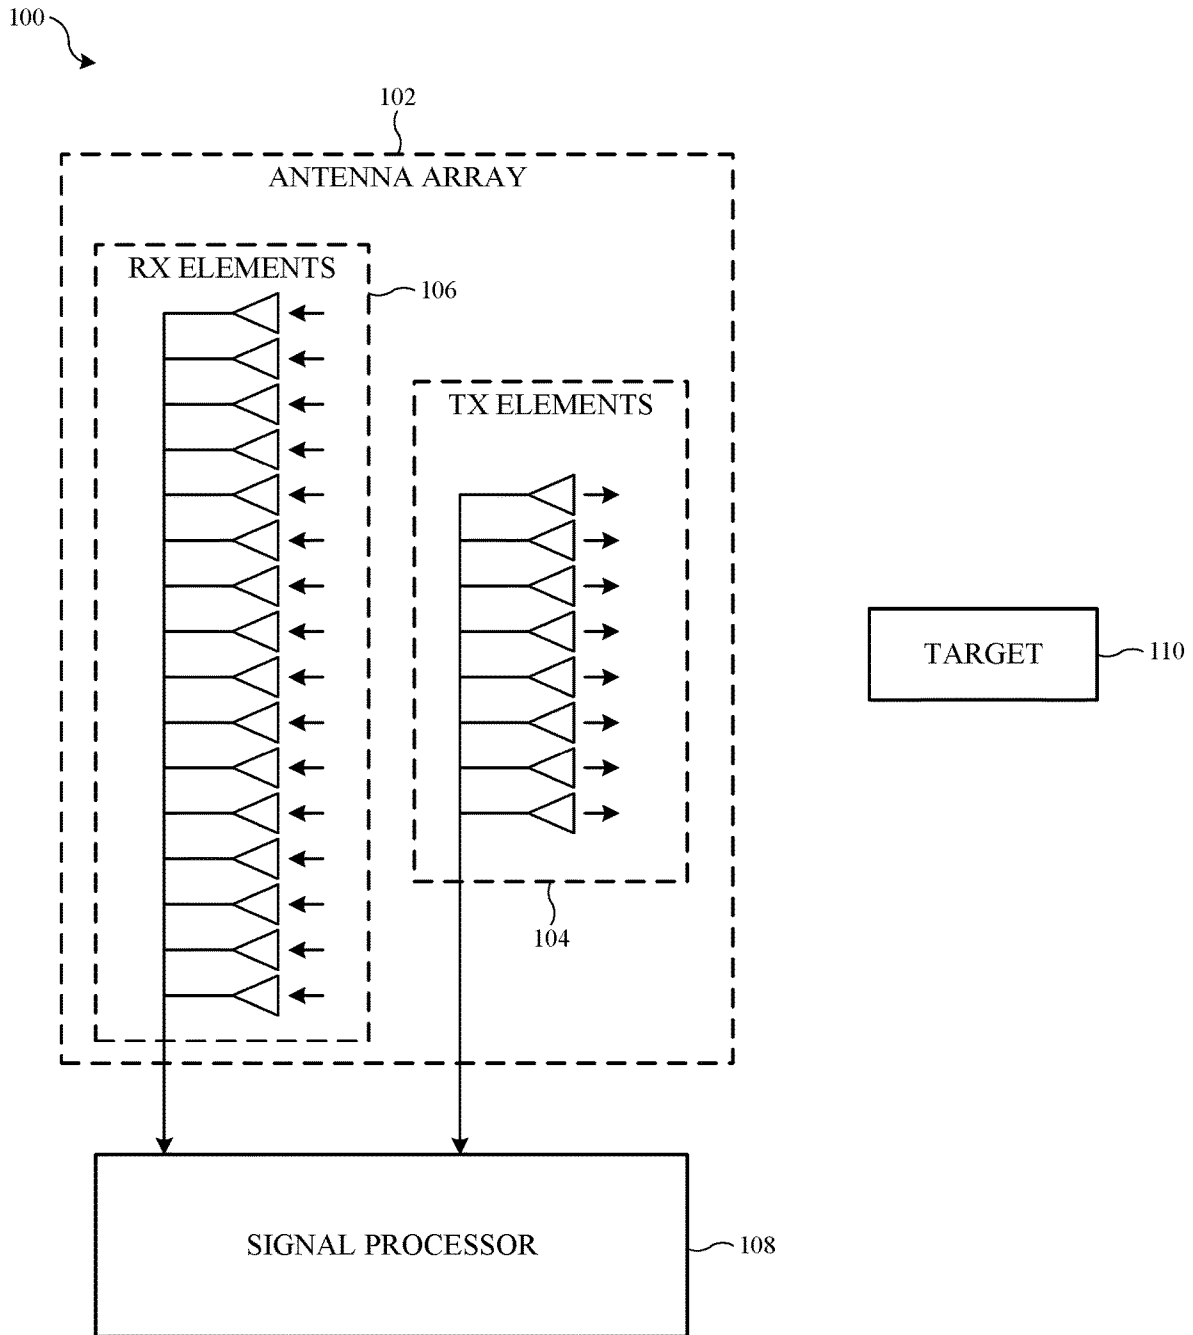 100
102
ANTENNA ARRAY
RX ELEMENTS
106
TX ELEMENTS
TARGET
110
104
SIGNAL PROCESSOR
108